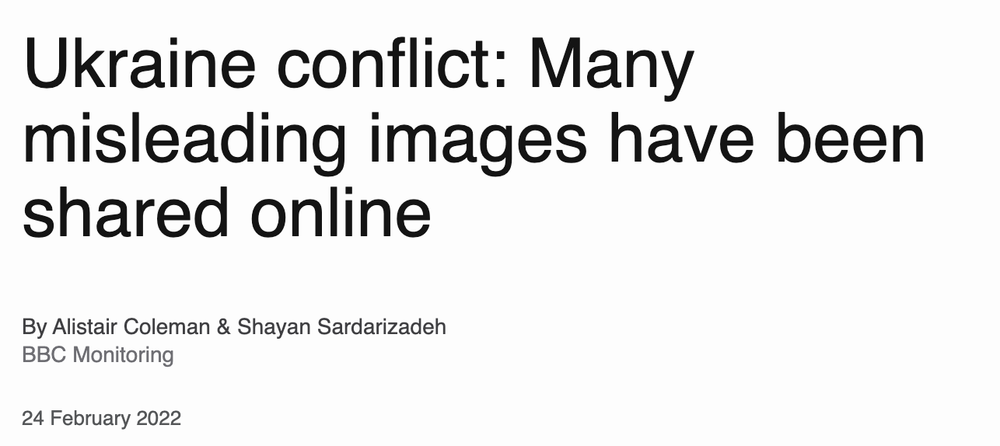 Ukraine conflict: Many
misleading images have been
shared online
By Alistair Coleman & Shayan Sardarizadeh
BBC Monitoring
24 February 2022